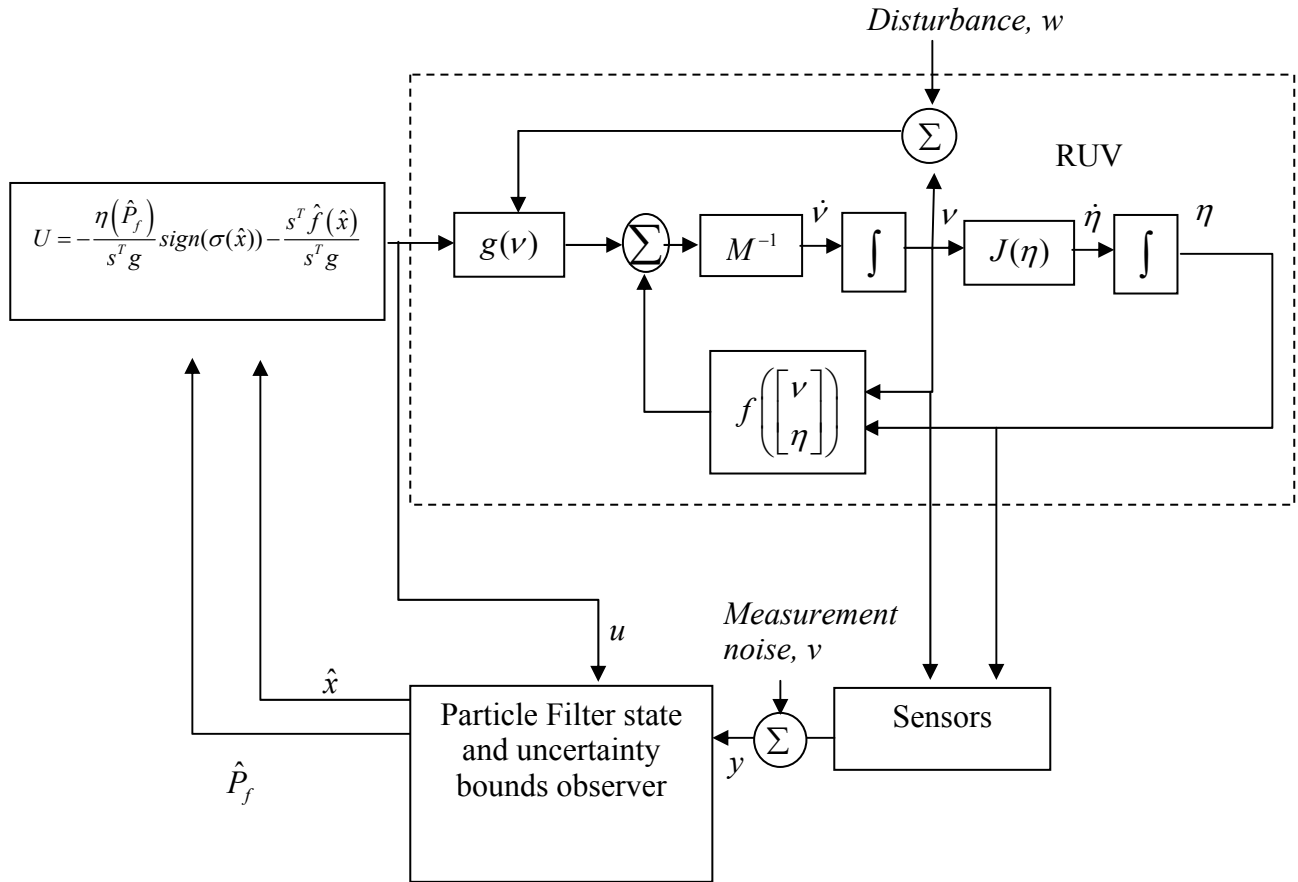 Disturbance, w
Σ
RUV
U = −η(P̂_f)/(s^T g) sign(σ(x̂)) − s^T f̂(x̂)/(s^T g)
g(ν)
Σ
M^{−1}
ν̇
∫
ν
J(η)
η̇
∫
η
f([ν
η])
u
Measurement
noise, v
x̂
Particle Filter state
and uncertainty
bounds observer
y
Σ
Sensors
P̂_f